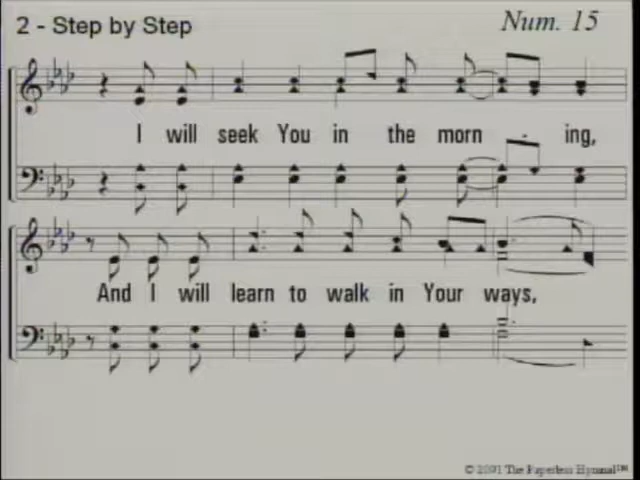 2 - Step by Step
Num. 15
I will seek You in the morn - ing,
And I will learn to walk in Your ways,
© 2001 The Paperless Hymnal™